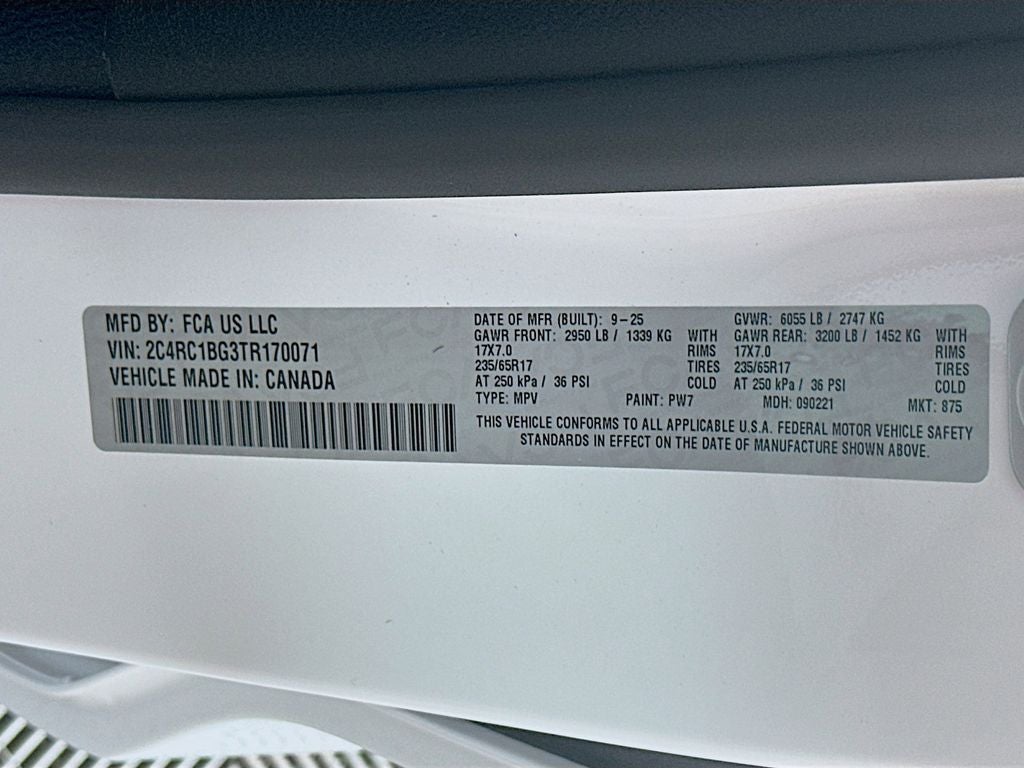 MFD BY: FCA US LLC
VIN: 2C4RC1BG3TR170071
VEHICLE MADE IN: CANADA
DATE OF MFR (BUILT): 9-25
GAWR FRONT: 2950 LB / 1339 KG WITH
17X7.0 RIMS
235/65R17 TIRES
AT 250 kPa / 36 PSI COLD
TYPE: MPV PAINT: PW7
GVWR: 6055 LB / 2747 KG
GAWR REAR: 3200 LB / 1452 KG WITH
17X7.0 RIMS
235/65R17 TIRES
AT 250 kPa / 36 PSI COLD
MDH: 090221 MKT: 875
THIS VEHICLE CONFORMS TO ALL APPLICABLE U.S.A. FEDERAL MOTOR VEHICLE SAFETY
STANDARDS IN EFFECT ON THE DATE OF MANUFACTURE SHOWN ABOVE.